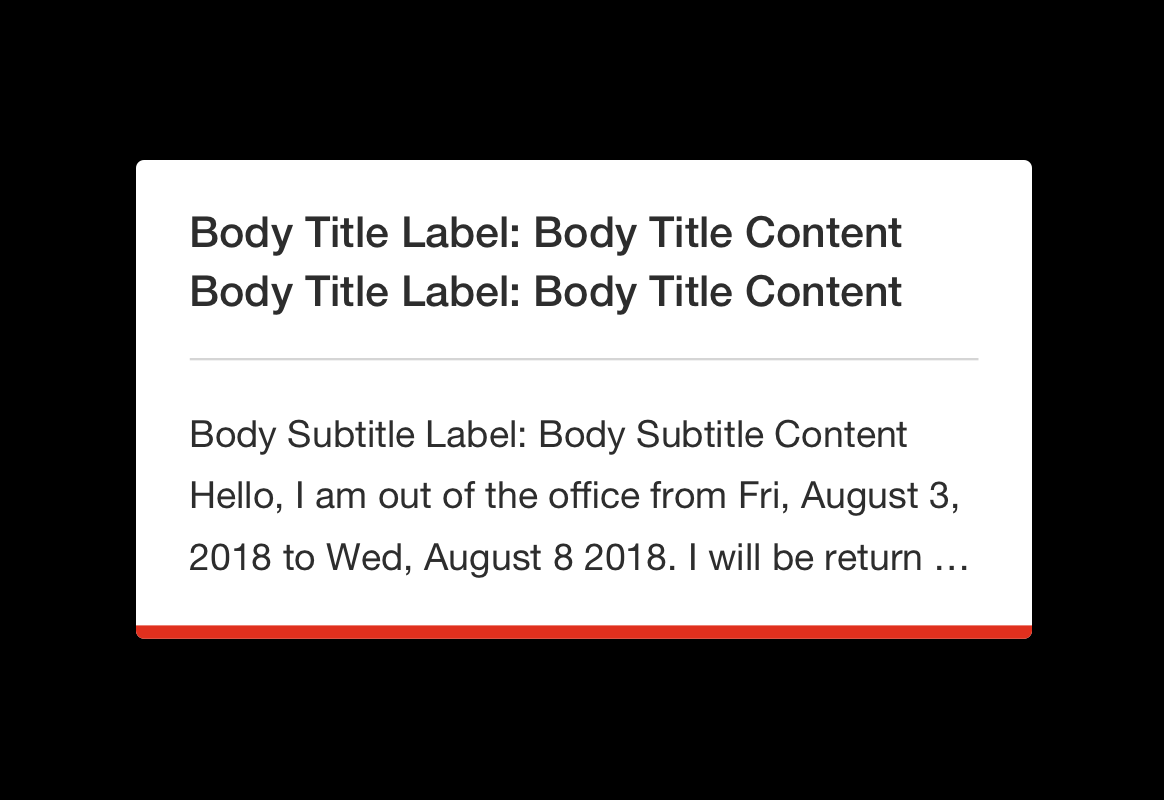 Body Title Label: Body Title Content
Body Title Label: Body Title Content
Body Subtitle Label: Body Subtitle Content
Hello, I am out of the office from Fri, August 3,
2018 to Wed, August 8 2018. I will be return …